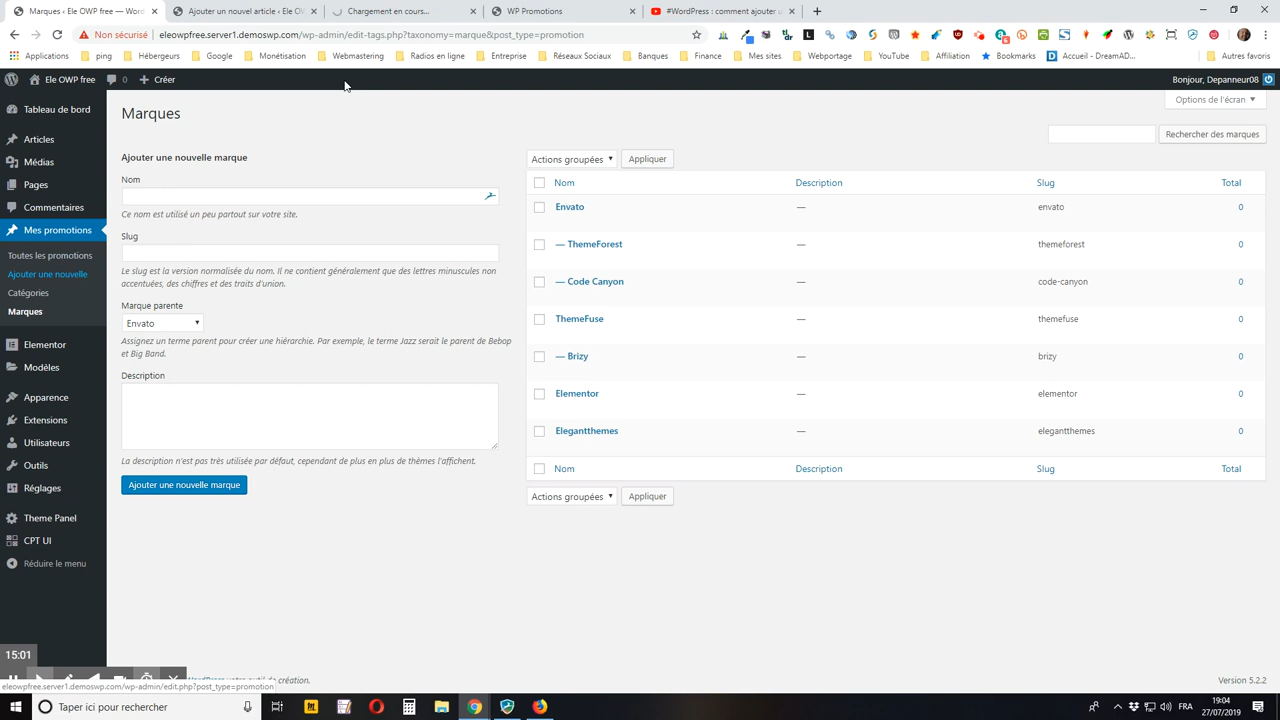 Marques ‹ Ele OWP free — Wor
Ajouter un nouvel article ‹ Ele OW
Chargement en cours...
WP Promotions
#WordPress : comment ajouter u
Non sécurisé
eleowpfree.server1.demoswp.com/wp-admin/edit-tags.php?taxonomy=marque&post_type=promotion
Applications
ping
Hébergeurs
Google
Monétisation
Webmastering
Radios en ligne
Entreprise
Réseaux Sociaux
Banques
Finance
Mes sites
Webportage
YouTube
Affiliation
Bookmarks
Accueil - DreamAD...
Autres favoris
Ele OWP free
0
Créer
Bonjour, Depanneur08
Tableau de bord
Articles
Médias
Pages
Commentaires
Mes promotions
Toutes les promotions
Ajouter une nouvelle
Catégories
Marques
Elementor
Modèles
Apparence
Extensions
Utilisateurs
Outils
Réglages
Theme Panel
CPT UI
Réduire le menu
Marques
Options de l'écran
Rechercher des marques
Ajouter une nouvelle marque
Nom
Ce nom est utilisé un peu partout sur votre site.
Slug
Le slug est la version normalisée du nom. Il ne contient généralement que des lettres minuscules non
accentuées, des chiffres et des traits d'union.
Marque parente
Envato
Assignez un terme parent pour créer une hiérarchie. Par exemple, le terme Jazz serait le parent de Bebop
et Big Band.
Description
La description n'est pas très utilisée par défaut, cependant de plus en plus de thèmes l'affichent.
Ajouter une nouvelle marque
Actions groupées
Appliquer
Nom Description Slug Total
Envato — envato 0
— ThemeForest — themeforest 0
— Code Canyon — code-canyon 0
ThemeFuse — themefuse 0
— Brizy — brizy 0
Elementor — elementor 0
Elegantthemes — elegantthemes 0
Nom Description Slug Total
Actions groupées
Appliquer
15:01
WordPress votre outil de création.
Version 5.2.2
eleowpfree.server1.demoswp.com/wp-admin/edit.php?post_type=promotion
Taper ici pour rechercher
FRA
19:04
27/07/2019